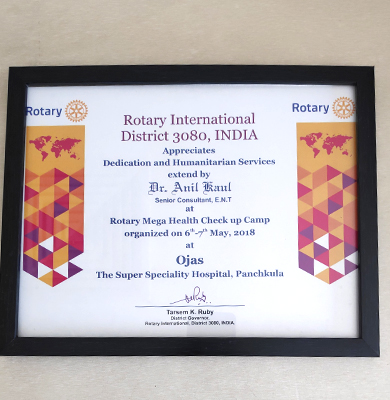 Rotary
Rotary
Rotary International
District 3080, INDIA
Appreciates
Dedication and Humanitarian Services
extend by
Dr. Anil Kaul
Senior Consultant, E.N.T
at
Rotary Mega Health Check up Camp
organized on 6th-7th May, 2018
at
Ojas
The Super Speciality Hospital, Panchkula
Tarsem K. Ruby
District Governor,
Rotary International, District 3080, INDIA.